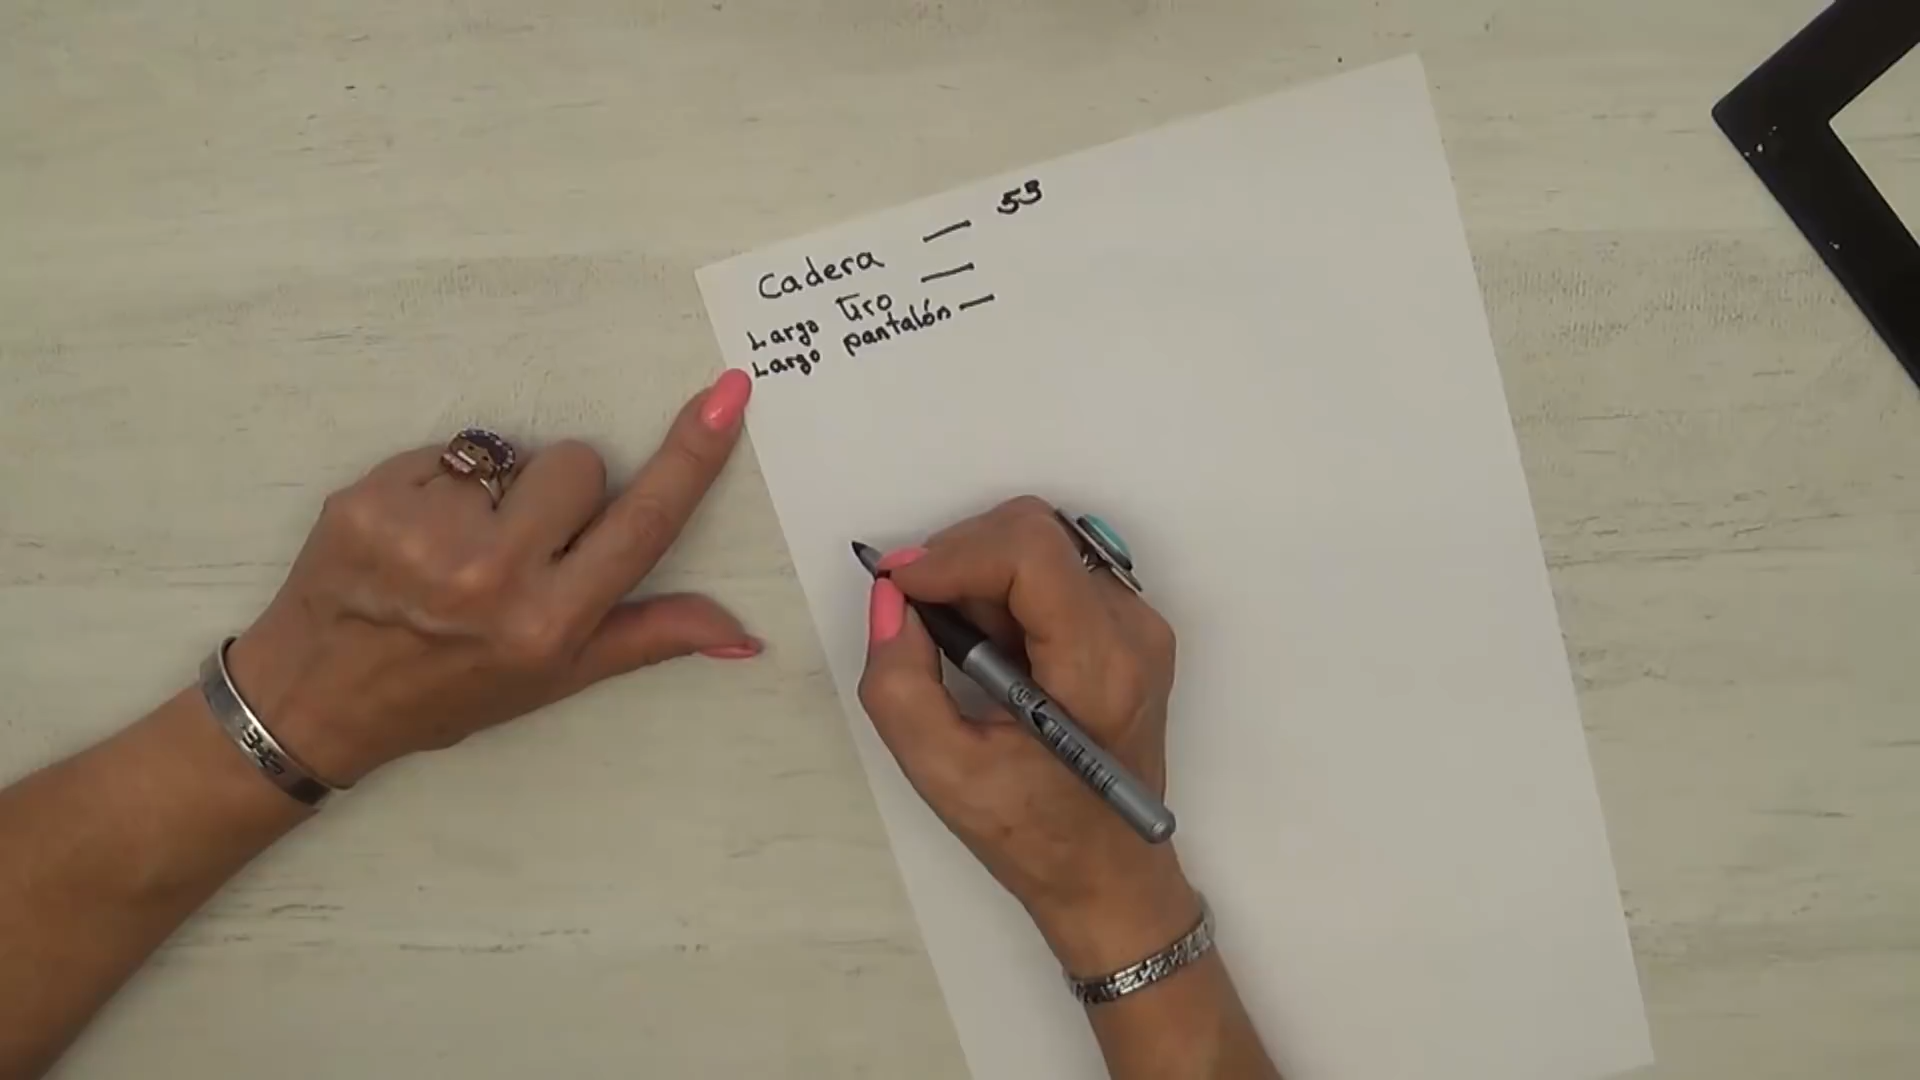 Cadera — 55
Largo tiro —
Largo pantalón —